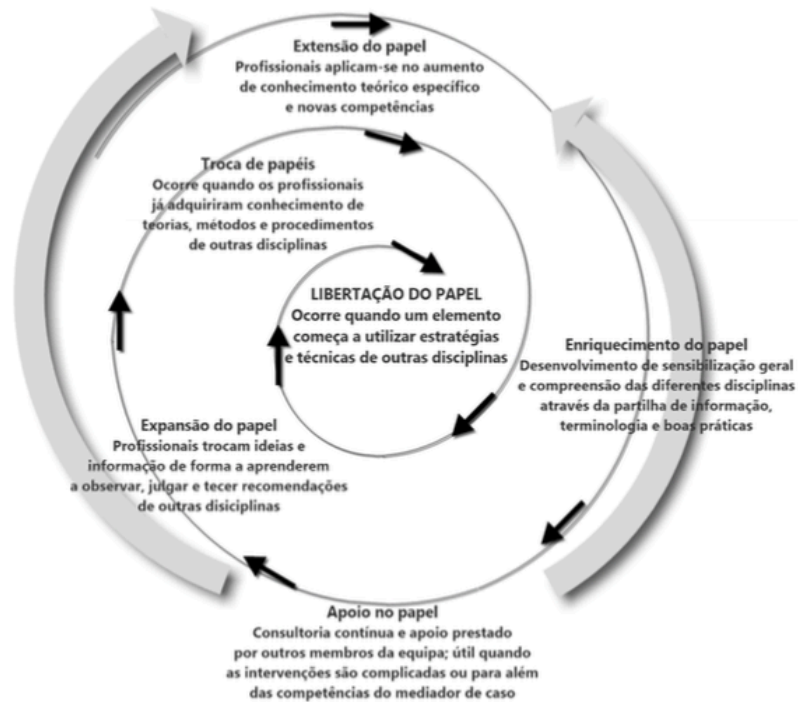 Extensão do papel
Profissionais aplicam-se no aumento
de conhecimento teórico específico
e novas competências
Troca de papéis
Ocorre quando os profissionais
já adquiriram conhecimento de
teorias, métodos e procedimentos
de outras disciplinas
LIBERTAÇÃO DO PAPEL
Ocorre quando um elemento
começa a utilizar estratégias
e técnicas de outras disciplinas
Enriquecimento do papel
Desenvolvimento de sensibilização geral
e compreensão das diferentes disciplinas
através da partilha de informação,
terminologia e boas práticas
Expansão do papel
Profissionais trocam ideias e
informação de forma a aprenderem
a observar, julgar e tecer recomendações
de outras disiciplinas
Apoio no papel
Consultoria contínua e apoio prestado
por outros membros da equipa; útil quando
as intervenções são complicadas ou para além
das competências do mediador de caso